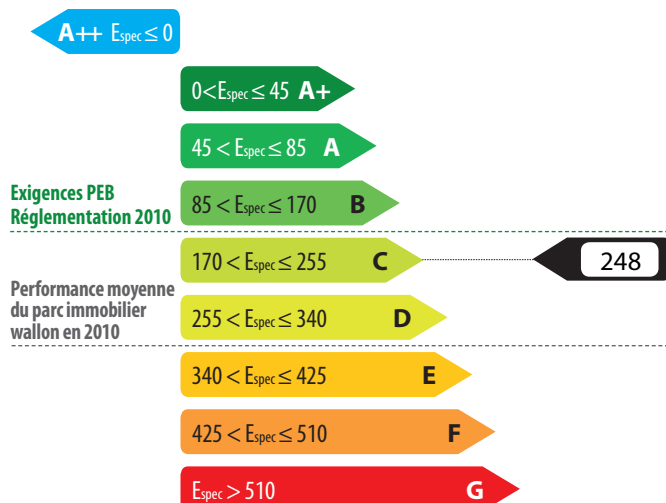 A++ Espec ≤ 0
0<Espec ≤ 45 A+
45 < Espec ≤ 85 A
Exigences PEB
Réglementation 2010
85 < Espec ≤ 170 B
170 < Espec ≤ 255 C
248
Performance moyenne
du parc immobilier
wallon en 2010
255 < Espec ≤ 340 D
340 < Espec ≤ 425 E
425 < Espec ≤ 510 F
Espec > 510 G